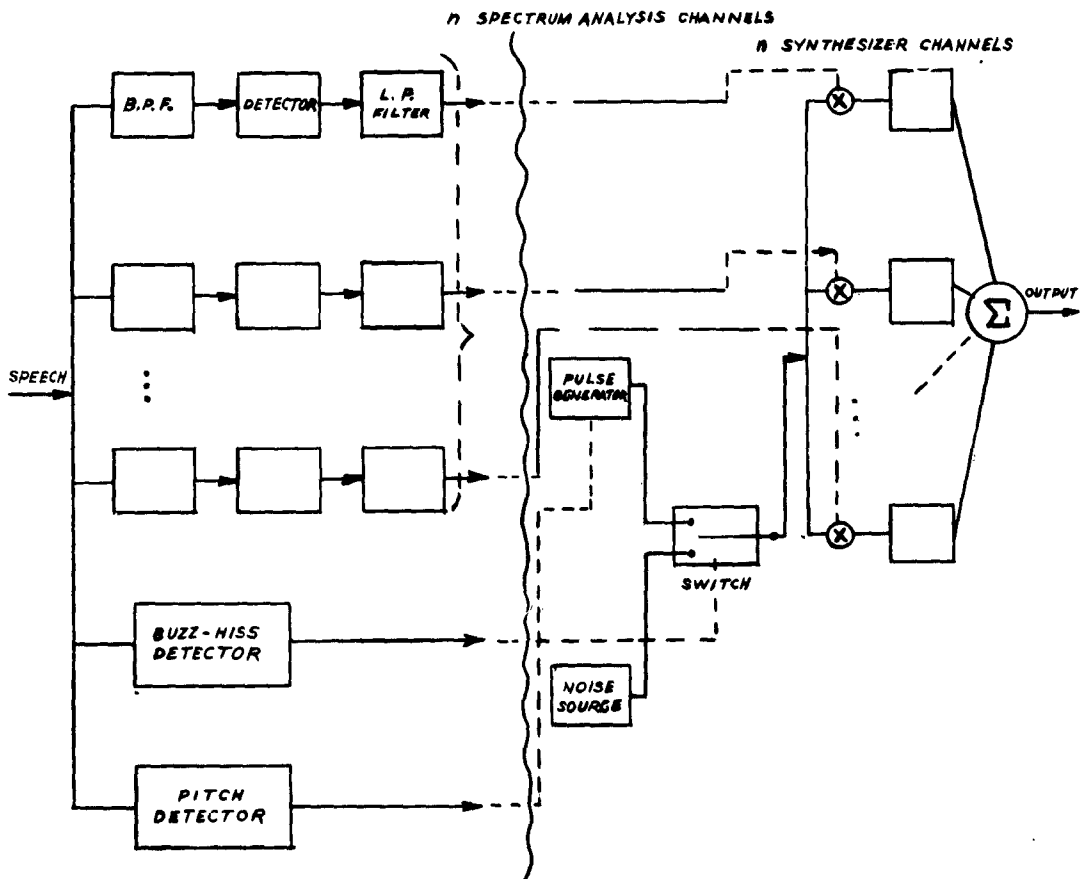 n SPECTRUM ANALYSIS CHANNELS
n SYNTHESIZER CHANNELS
B.P.F.
DETECTOR
L. P.
FILTER
OUTPUT
Σ
SPEECH
PULSE
GENERATOR
SWITCH
BUZZ-HISS
DETECTOR
NOISE
SOURCE
PITCH
DETECTOR